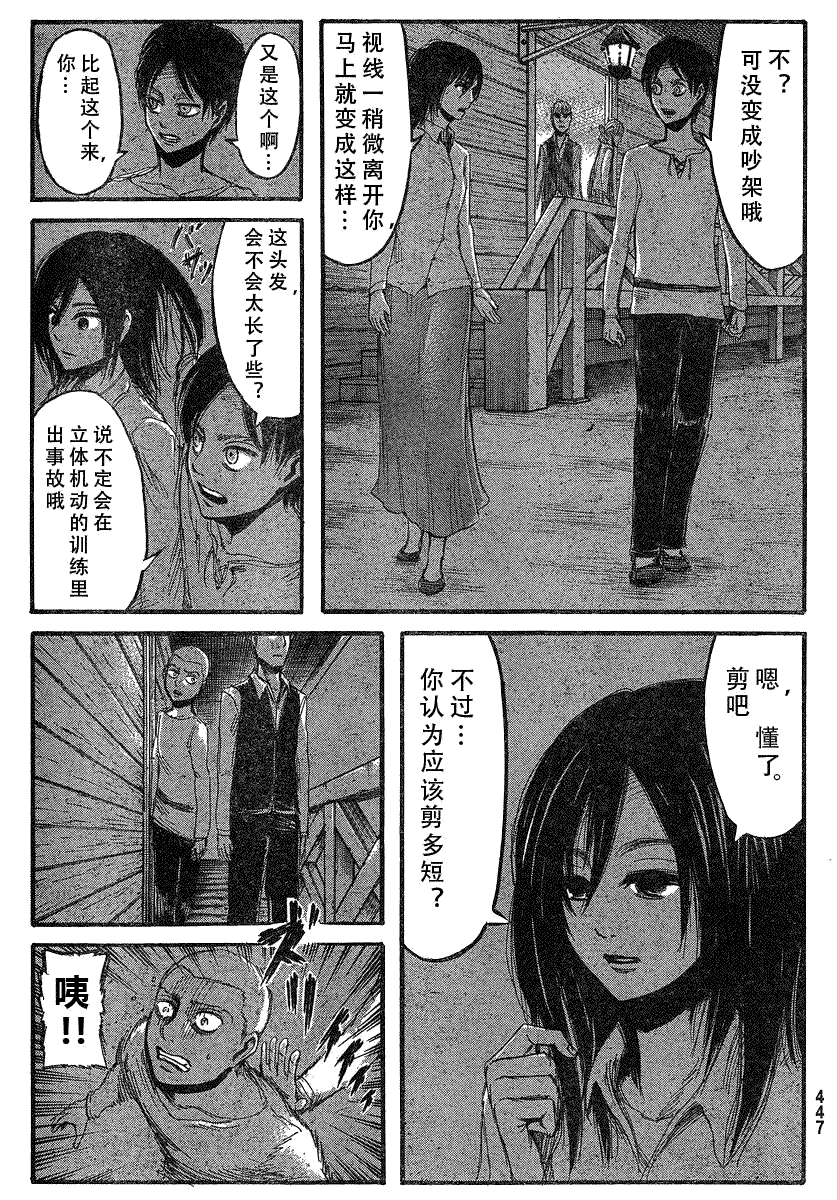 不？
可没变成吵架哦
视线一稍微离开你，
马上就变成这样…
又是这个啊…
比起这个来，
你…
这头发，
会不会太长了些？
说不定会在
立体机动的训练里
出事故哦
嗯，
懂了。
剪吧
不过…
你认为应该剪多短？
咦!!
447